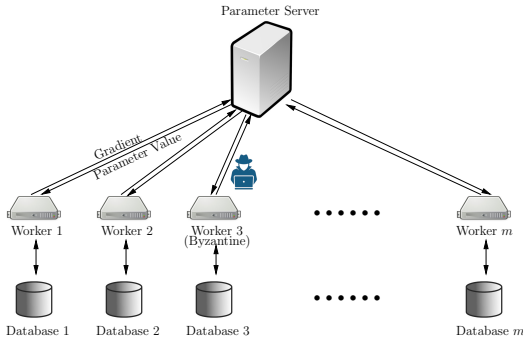 Parameter Server
Gradient
Parameter Value
Worker 1
Worker 2
Worker 3
(Byzantine)
Worker m
Database 1
Database 2
Database 3
Database m